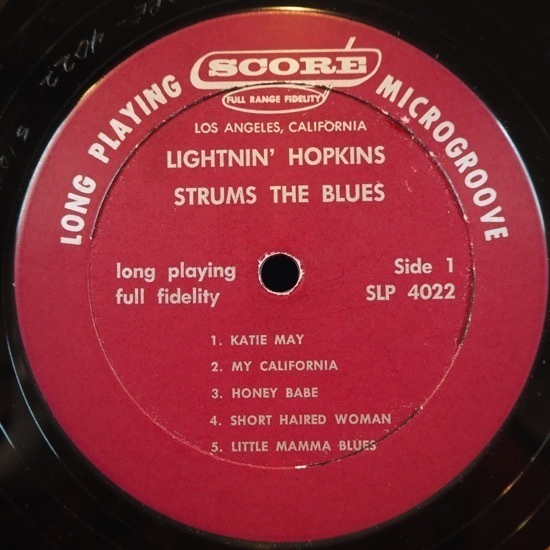 SCORE
FULL RANGE FIDELITY
LONG PLAYING
MICROGROOVE
LOS ANGELES, CALIFORNIA
LIGHTNIN' HOPKINS
STRUMS THE BLUES
long playing
full fidelity
Side 1
SLP 4022
1. KATIE MAY
2. MY CALIFORNIA
3. HONEY BABE
4. SHORT HAIRED WOMAN
5. LITTLE MAMMA BLUES